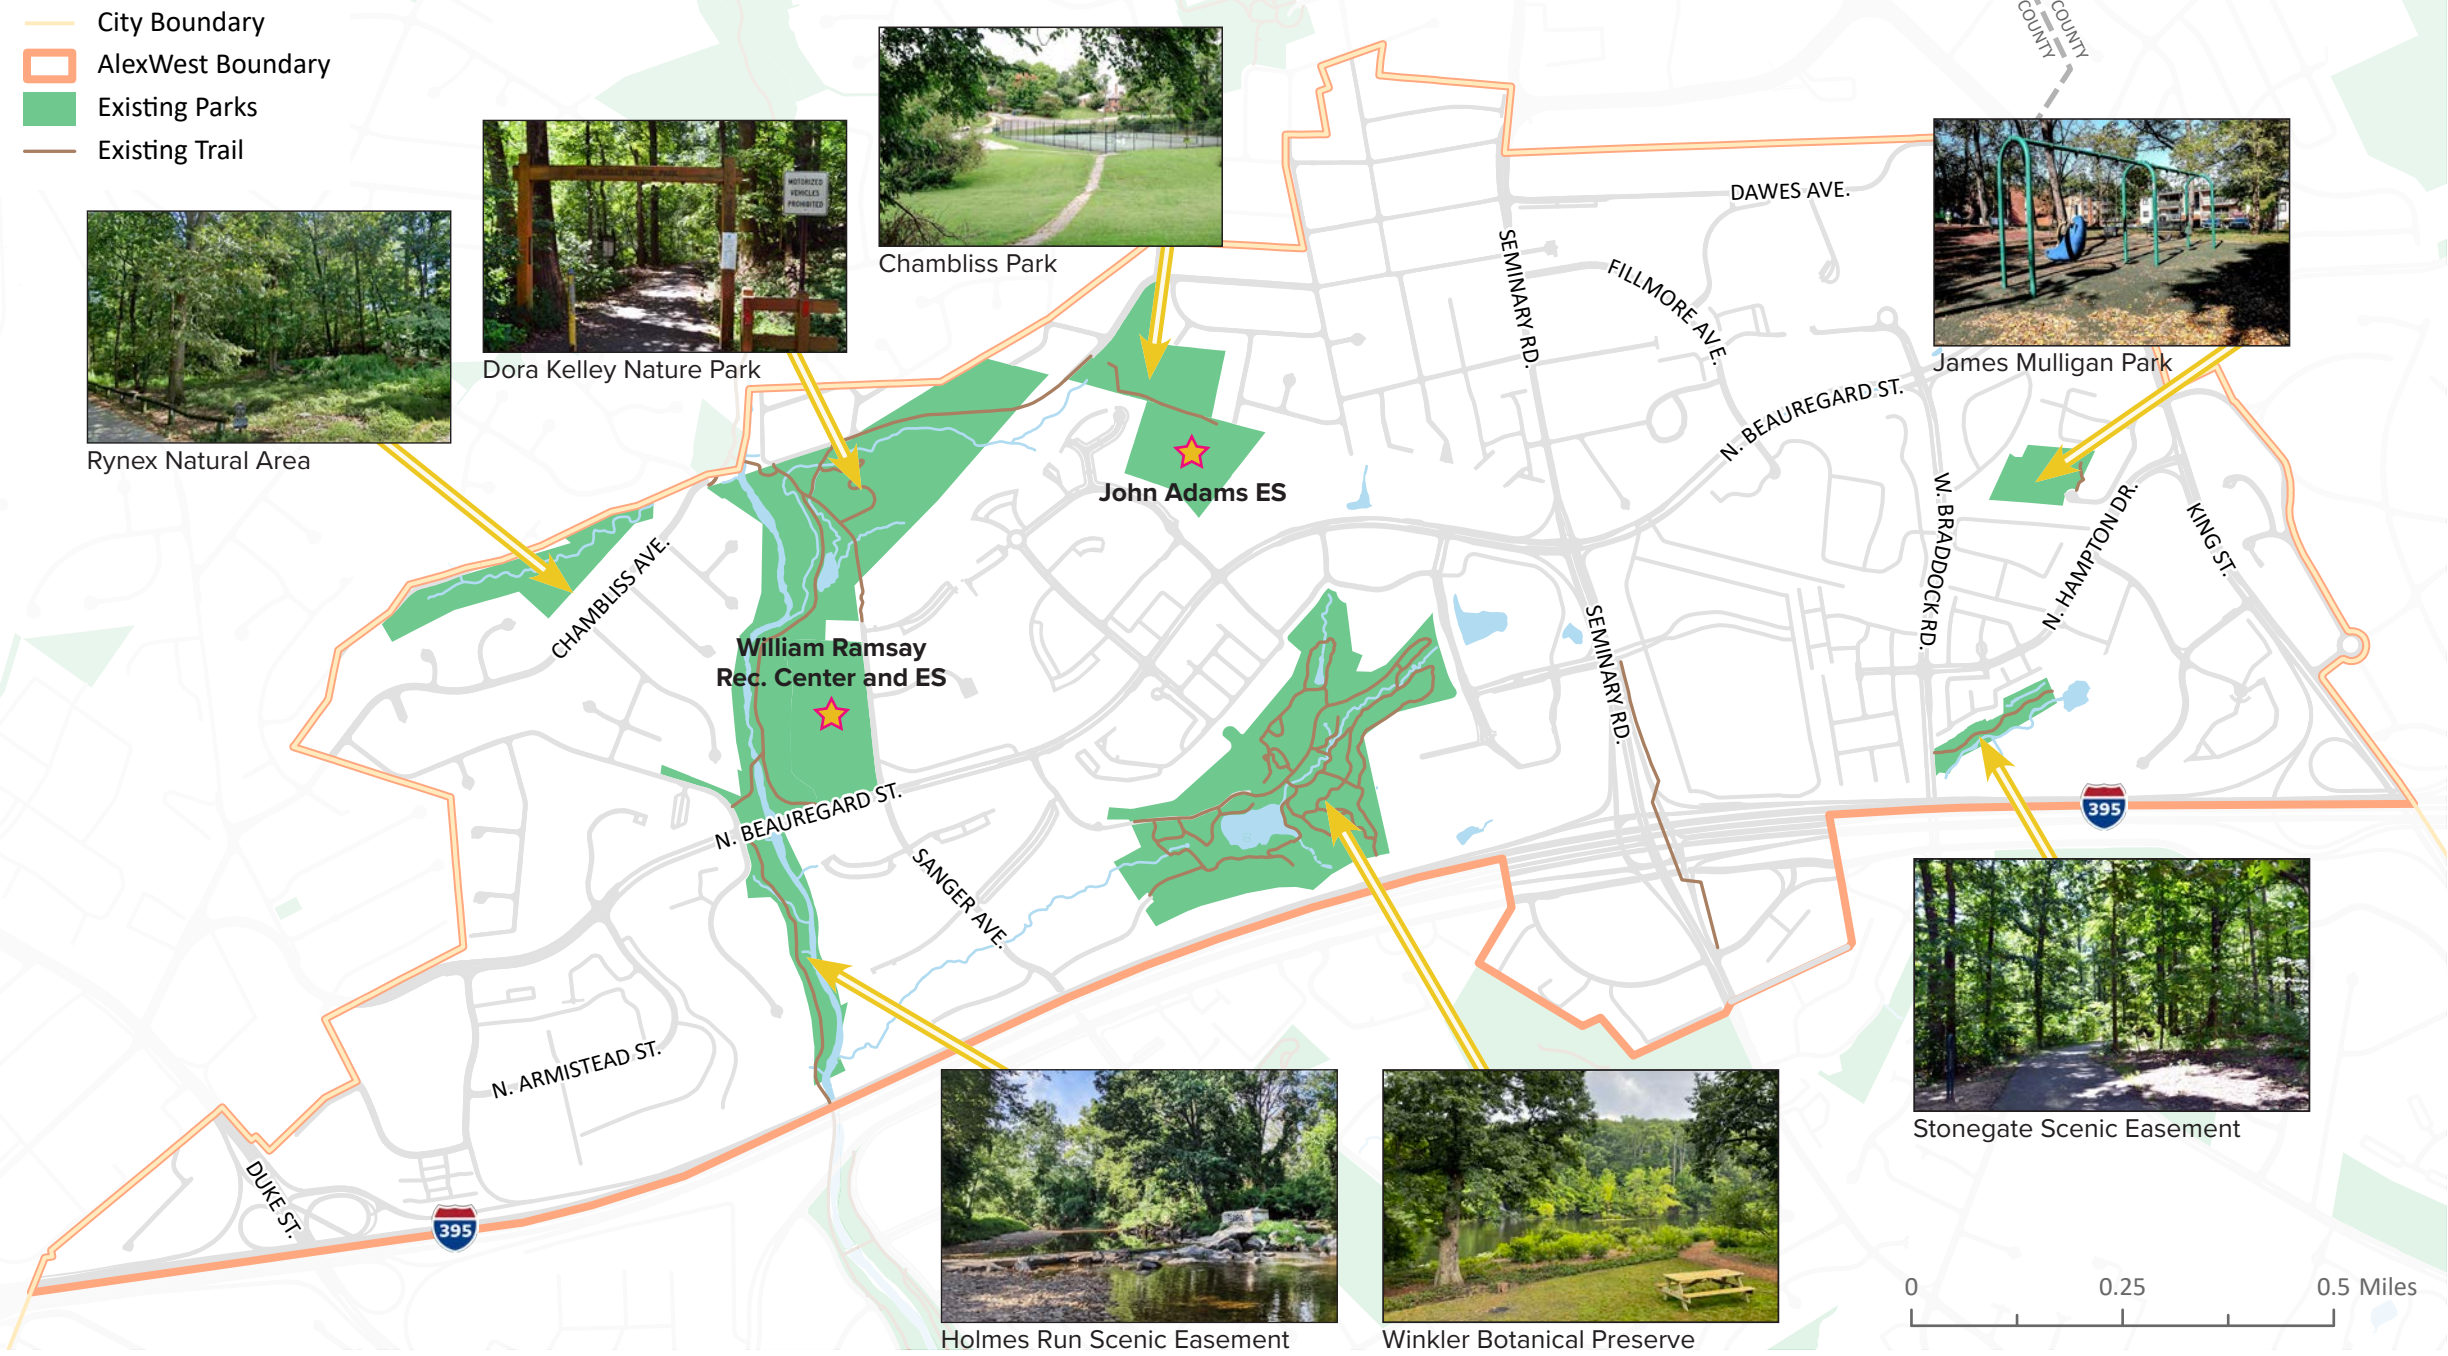 City Boundary
AlexWest Boundary
Existing Parks
Existing Trail
COUNTY
COUNTY
MOTORIZED
VEHICLES
PROHIBITED
Chambliss Park
Dora Kelley Nature Park
James Mulligan Park
Rynex Natural Area
DAWES AVE.
SEMINARY RD.
FILLMORE AVE.
N. BEAUREGARD ST.
John Adams ES
W. BRADDOCK RD.
N. HAMPTON DR.
KING ST.
CHAMBLISS AVE.
William Ramsay
Rec. Center and ES
SEMINARY RD.
N. BEAUREGARD ST.
SANGER AVE.
395
N. ARMISTEAD ST.
DUKE ST.
395
Stonegate Scenic Easement
Holmes Run Scenic Easement
Winkler Botanical Preserve
0 0.25 0.5 Miles